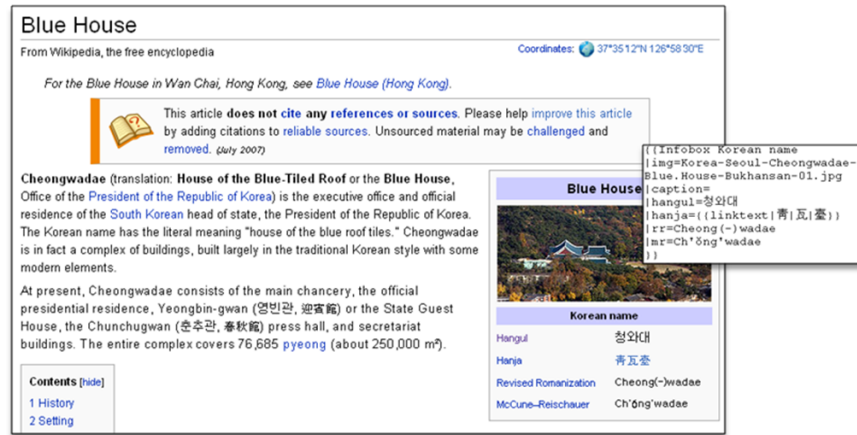 Blue House
From Wikipedia, the free encyclopedia
Coordinates: 37°35′12″N 126°58′30″E
For the Blue House in Wan Chai, Hong Kong, see Blue House (Hong Kong).
This article does not cite any references or sources. Please help improve this article
by adding citations to reliable sources. Unsourced material may be challenged and
removed. (July 2007)
Cheongwadae (translation: House of the Blue-Tiled Roof or the Blue House,
Office of the President of the Republic of Korea) is the executive office and official
residence of the South Korean head of state, the President of the Republic of Korea.
The Korean name has the literal meaning "house of the blue roof tiles." Cheongwadae
is in fact a complex of buildings, built largely in the traditional Korean style with some
modern elements.
At present, Cheongwadae consists of the main chancery, the official
presidential residence, Yeongbin-gwan (영빈관, 迎賓館) or the State Guest
House, the Chunchugwan (춘추관, 春秋館) press hall, and secretariat
buildings. The entire complex covers 76,685 pyeong (about 250,000 m²).
Contents [hide]
1 History
2 Setting
Blue House
Korean name
Hangul 청와대
Hanja 靑瓦臺
Revised Romanization Cheong(-)wadae
McCune–Reischauer Ch'ŏng'wadae
{{Infobox Korean name
|img=Korea-Seoul-Cheongwadae-
Blue.House-Bukhansan-01.jpg
|caption=
|hangul=청와대
|hanja={{linktext|靑|瓦|臺}}
|rr=Cheong(-)wadae
|mr=Ch'ŏng'wadae
}}